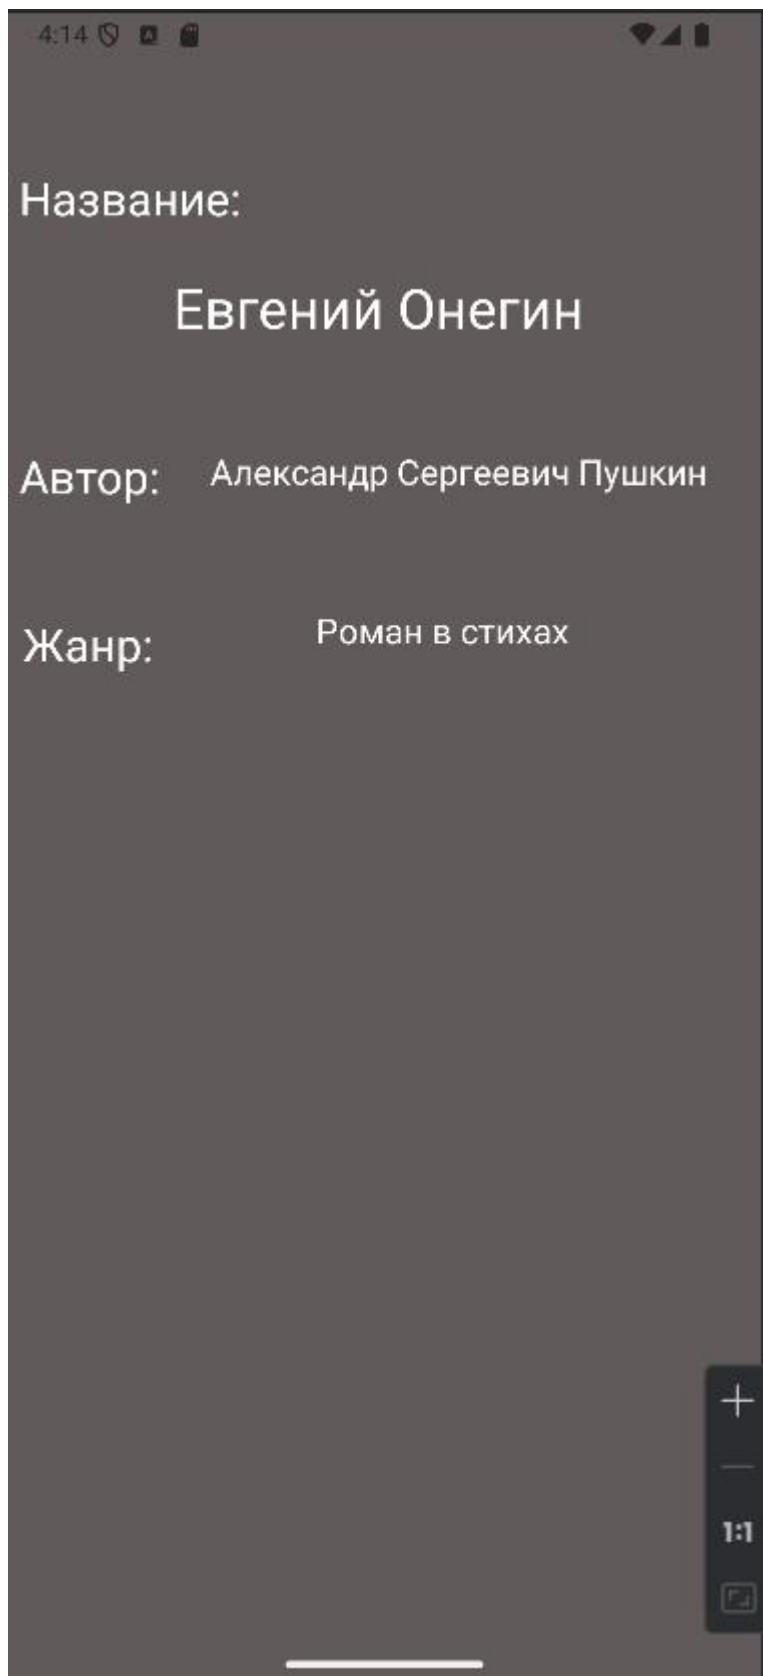 4:14
Название:
Евгений Онегин
Автор: Александр Сергеевич Пушкин
Жанр: Роман в стихах
1:1